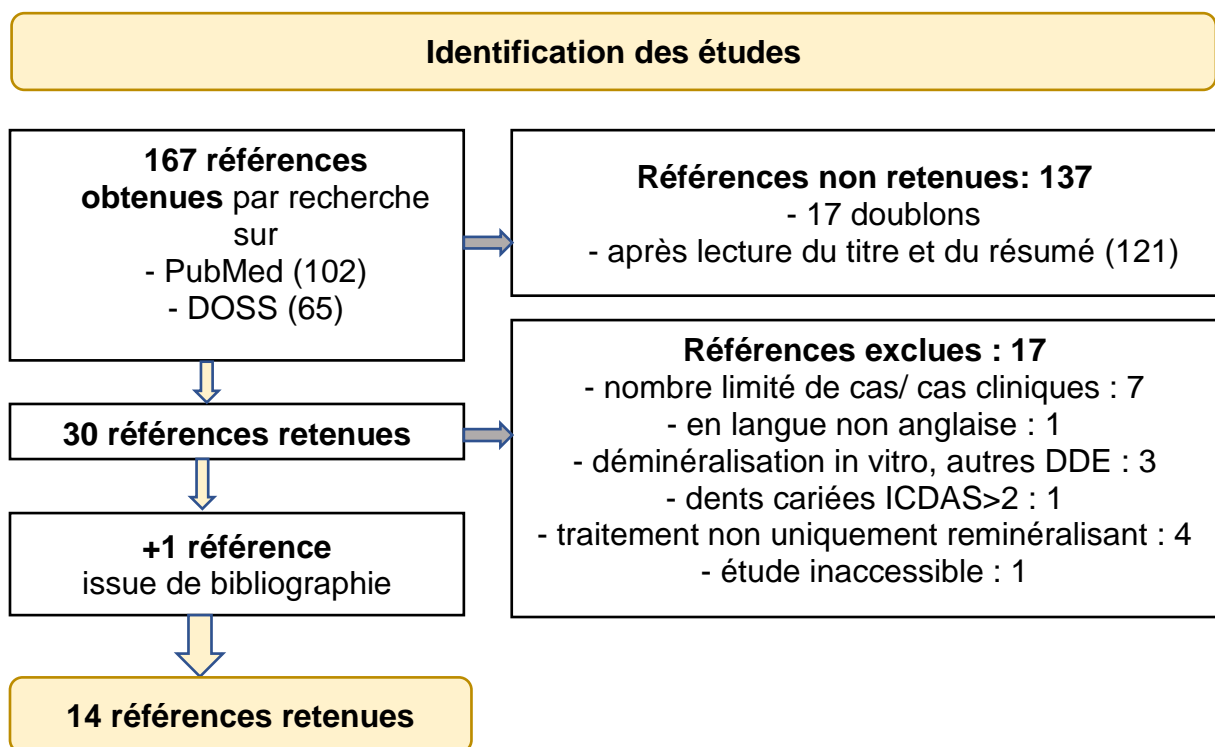 Identification des études
167 références
obtenues par recherche
sur
- PubMed (102)
- DOSS (65)
Références non retenues: 137
- 17 doublons
- après lecture du titre et du résumé (121)
30 références retenues
Références exclues : 17
- nombre limité de cas/ cas cliniques : 7
- en langue non anglaise : 1
- déminéralisation in vitro, autres DDE : 3
- dents cariées ICDAS>2 : 1
- traitement non uniquement reminéralisant : 4
- étude inaccessible : 1
+1 référence
issue de bibliographie
14 références retenues